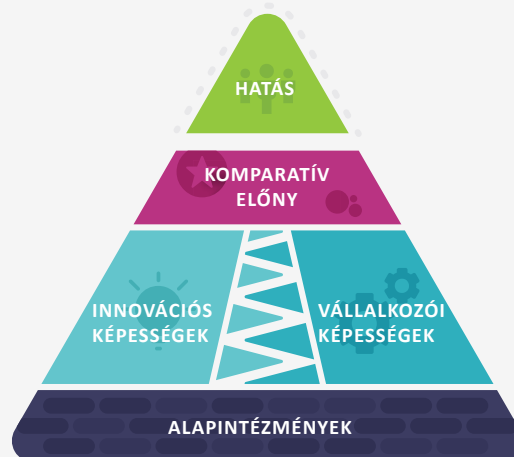 HATÁS
KOMPARATÍV
ELŐNY
INNOVÁCIÓS
KÉPESSÉGEK
VÁLLALKOZÓI
KÉPESSÉGEK
ALAPINTÉZMÉNYEK